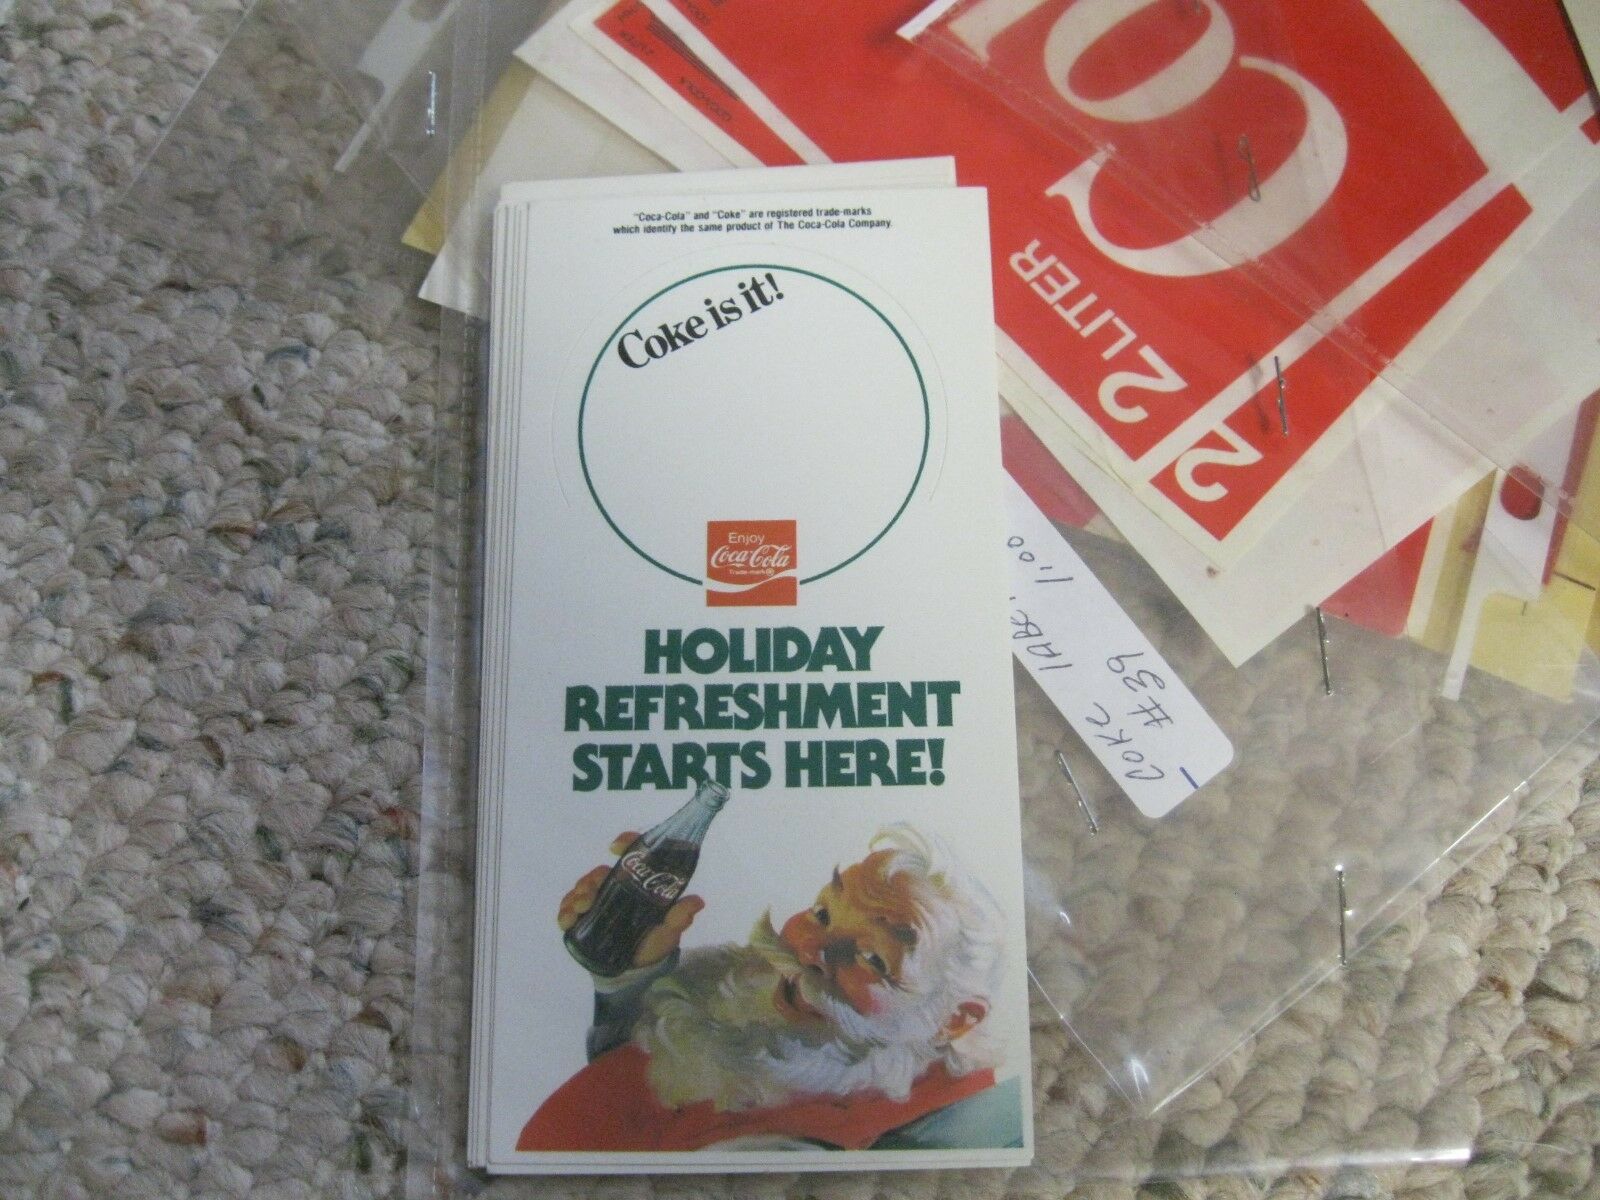 "Coca-Cola" and "Coke" are registered trade-marks
which identify the same product of The Coca-Cola Company.
Coke is it!
Enjoy
Coca-Cola
Trade-mark®
HOLIDAY
REFRESHMENT
STARTS HERE!
Coca-Cola
2 LITER
2
COKE 1ABE. 1.00
#39